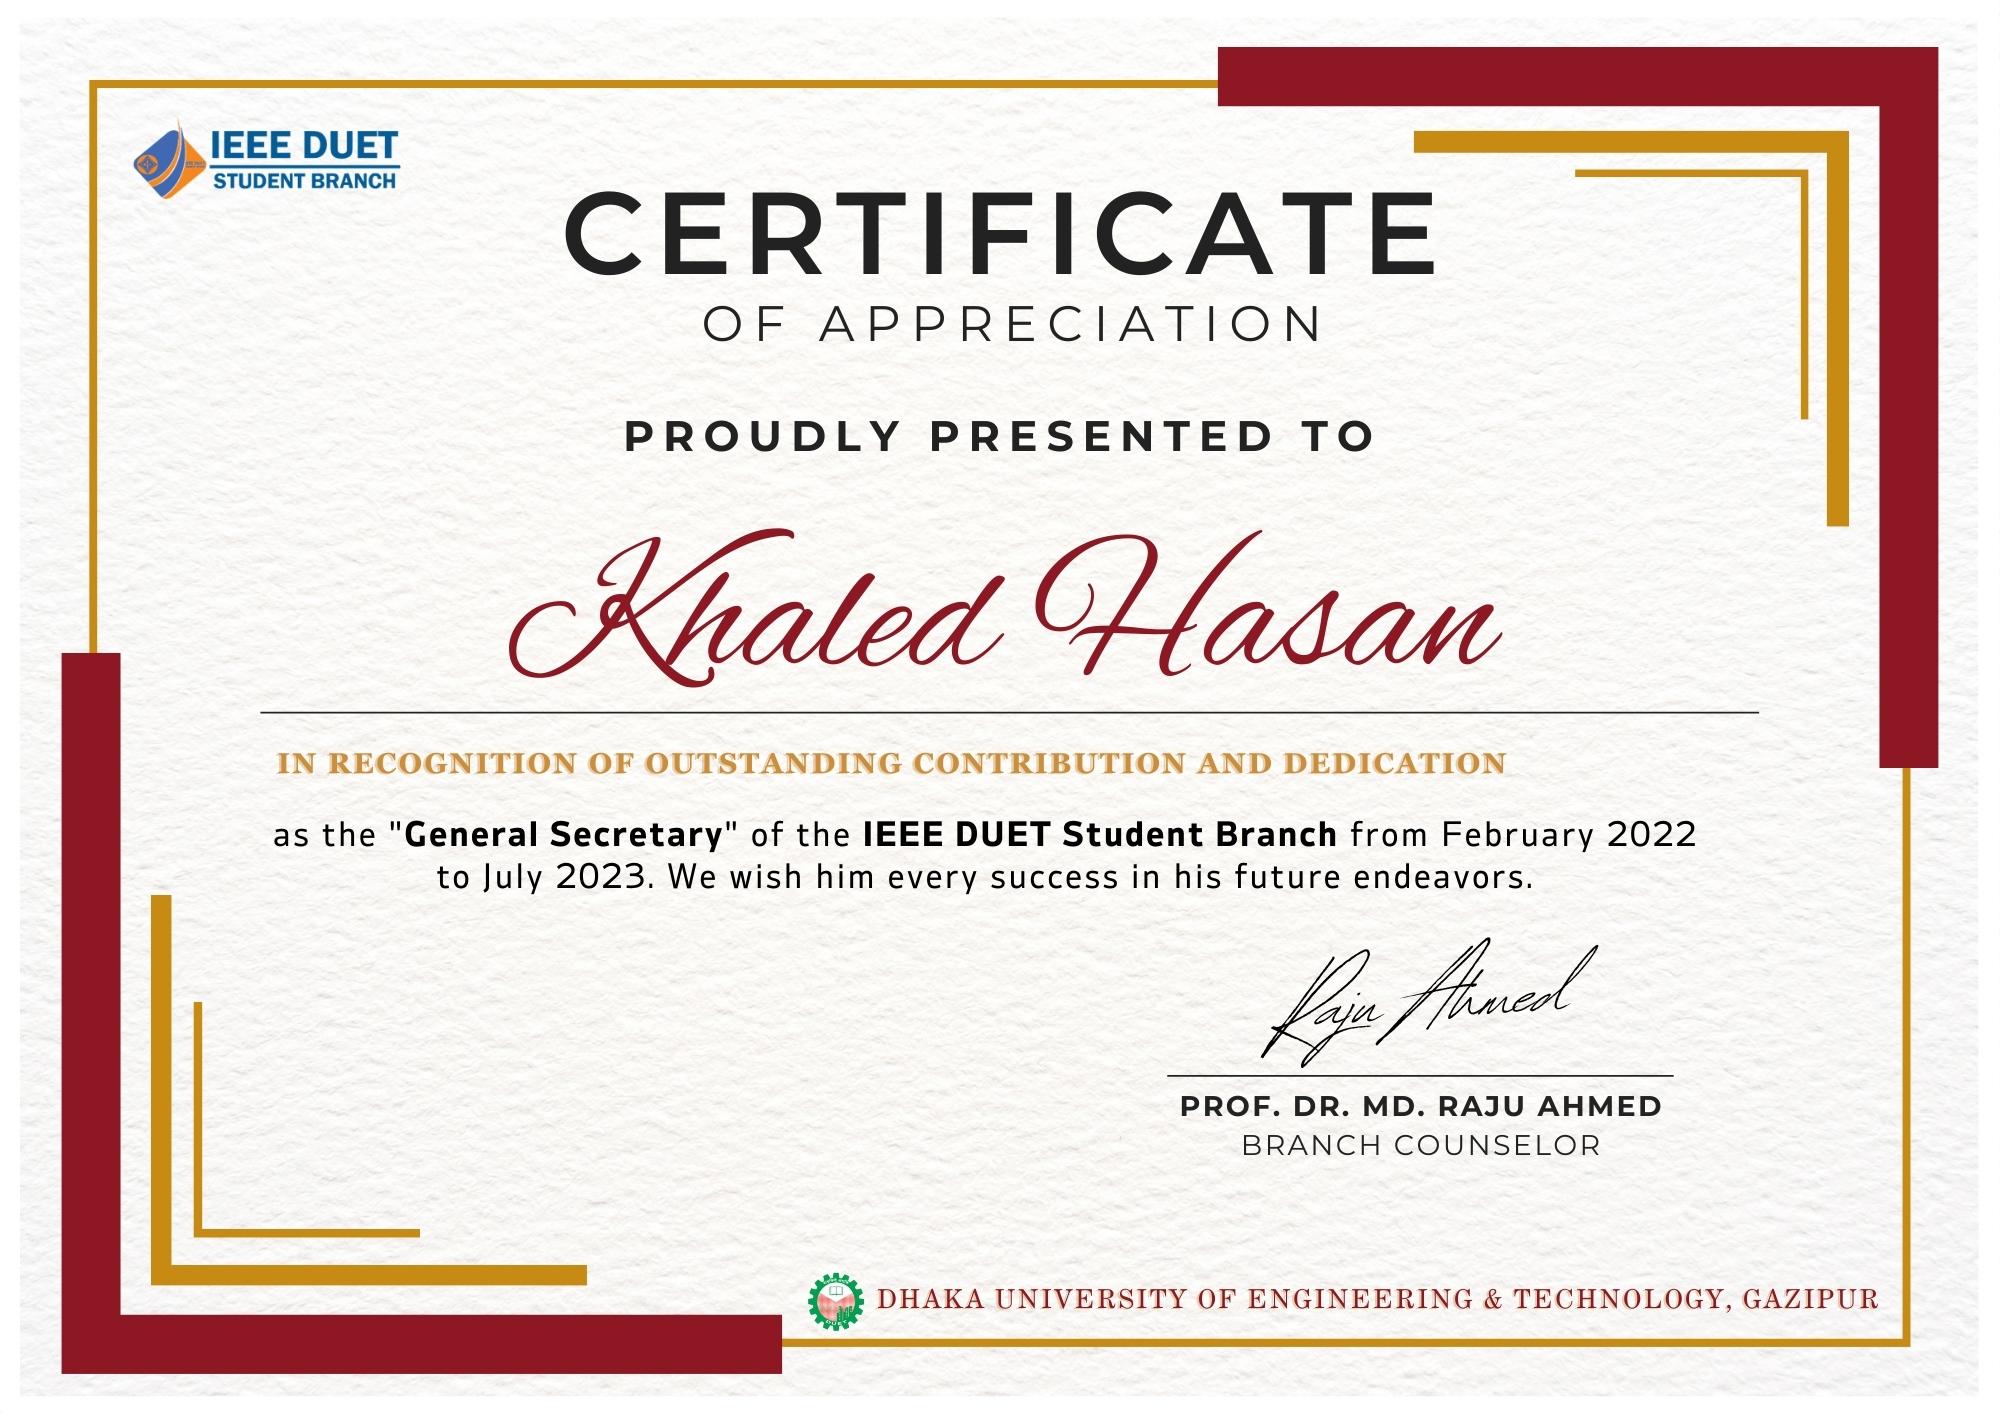 IEEE DUET
STUDENT BRANCH
CERTIFICATE
OF APPRECIATION
PROUDLY PRESENTED TO
Khaled Hasan
IN RECOGNITION OF OUTSTANDING CONTRIBUTION AND DEDICATION
as the "General Secretary" of the IEEE DUET Student Branch from February 2022
to July 2023. We wish him every success in his future endeavors.
Raju Ahmed
PROF. DR. MD. RAJU AHMED
BRANCH COUNSELOR
DHAKA UNIVERSITY OF ENGINEERING & TECHNOLOGY, GAZIPUR